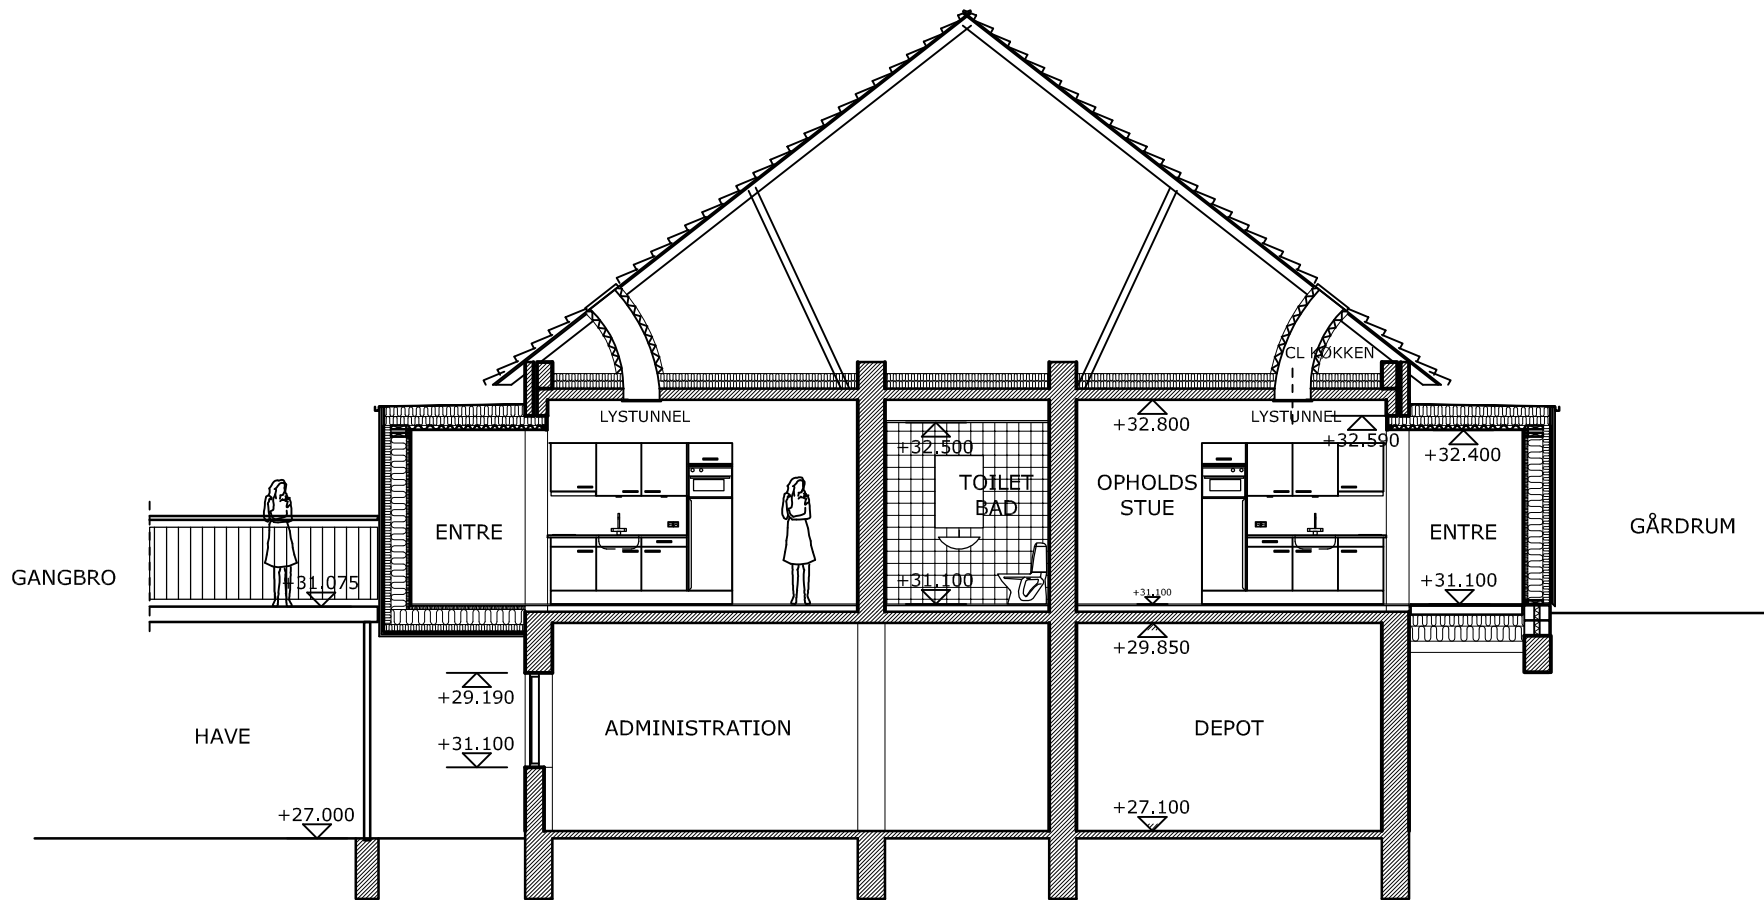 CL KØKKEN
LYSTUNNEL
LYSTUNNEL
+32.800
+32.590
+32.500
+32.400
TOILET
BAD
OPHOLDS
STUE
ENTRE
ENTRE
GÅRDRUM
GANGBRO
+31.075
+31.100
+31.100
+31.100
+29.850
+29.190
HAVE
ADMINISTRATION
DEPOT
+31.100
+27.000
+27.100